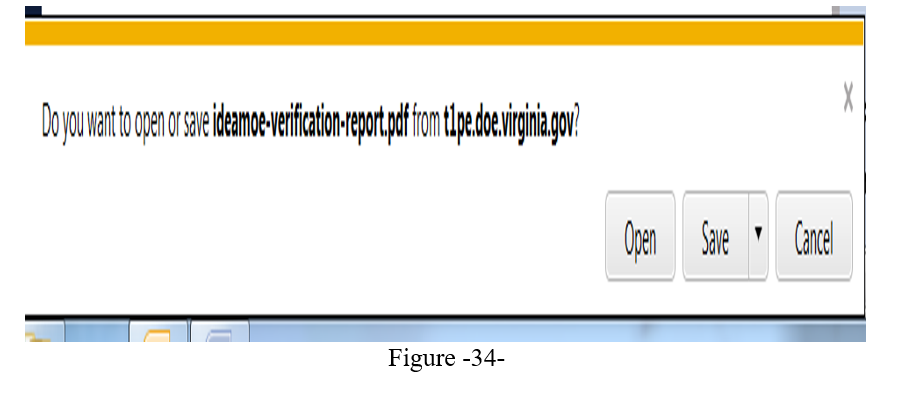 Do you want to open or save ideamoe-verification-report.pdf from t1pe.doe.virginia.gov?
x
Open
Save
Cancel
Figure -34-